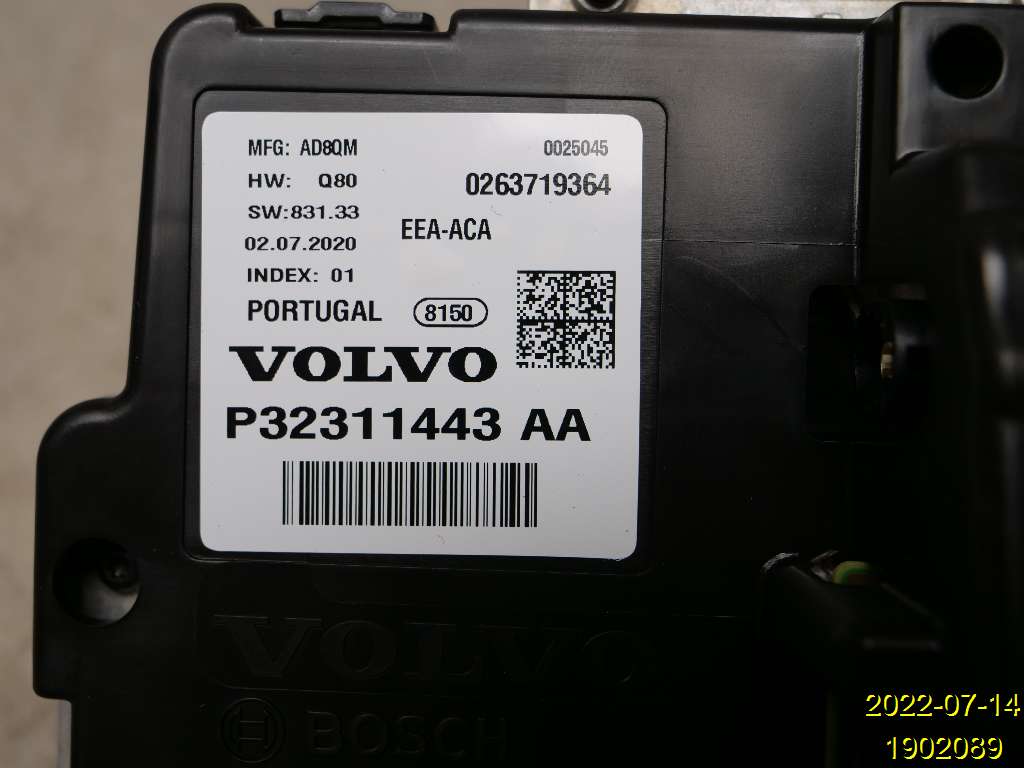 MFG: AD8QM 0025045
HW: Q80 0263719364
SW:831.33
EEA-ACA
02.07.2020
INDEX: 01
PORTUGAL 8150
VOLVO
P32311443 AA
VOLVO
BOSCH
2022-07-14
1902089